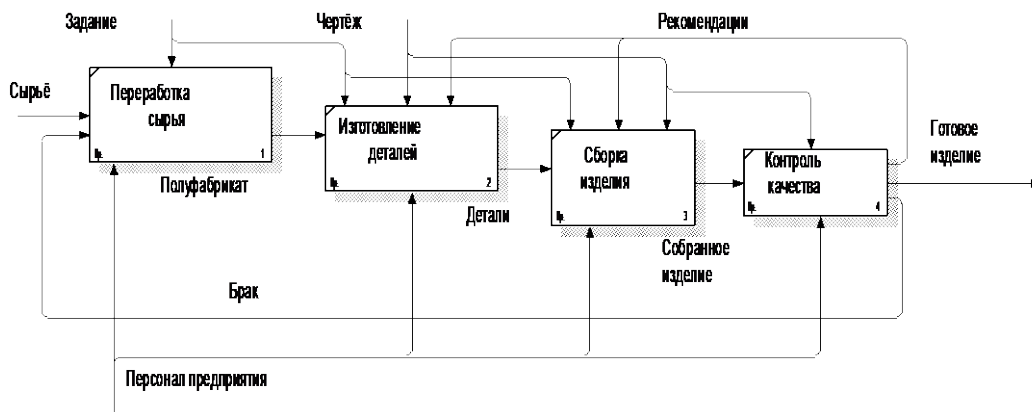 Задание
Чертёж
Рекомендации
Сырьё
Переработка
сырья
1
Изготовление
деталей
2
Сборка
изделия
3
Контроль
качества
4
Готовое
изделие
Полуфабрикат
Детали
Собранное
изделие
Брак
Персонал предприятия